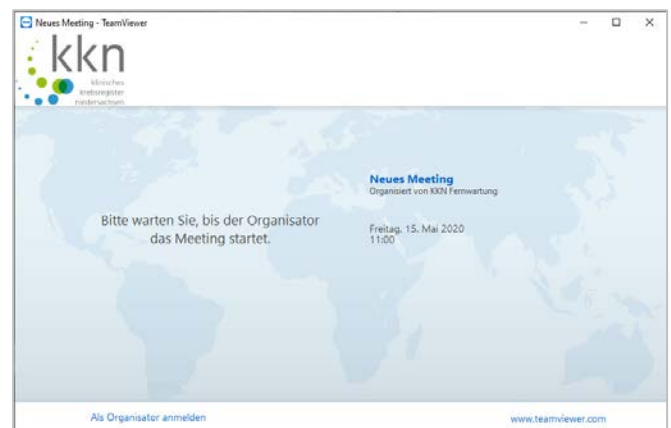 Neues Meeting - TeamViewer
kkn
klinisches
krebsregister
niedersachsen
Neues Meeting
Organisiert von KKN Fernwartung
Bitte warten Sie, bis der Organisator
das Meeting startet.
Freitag, 15. Mai 2020
11:00
Als Organisator anmelden
www.teamviewer.com